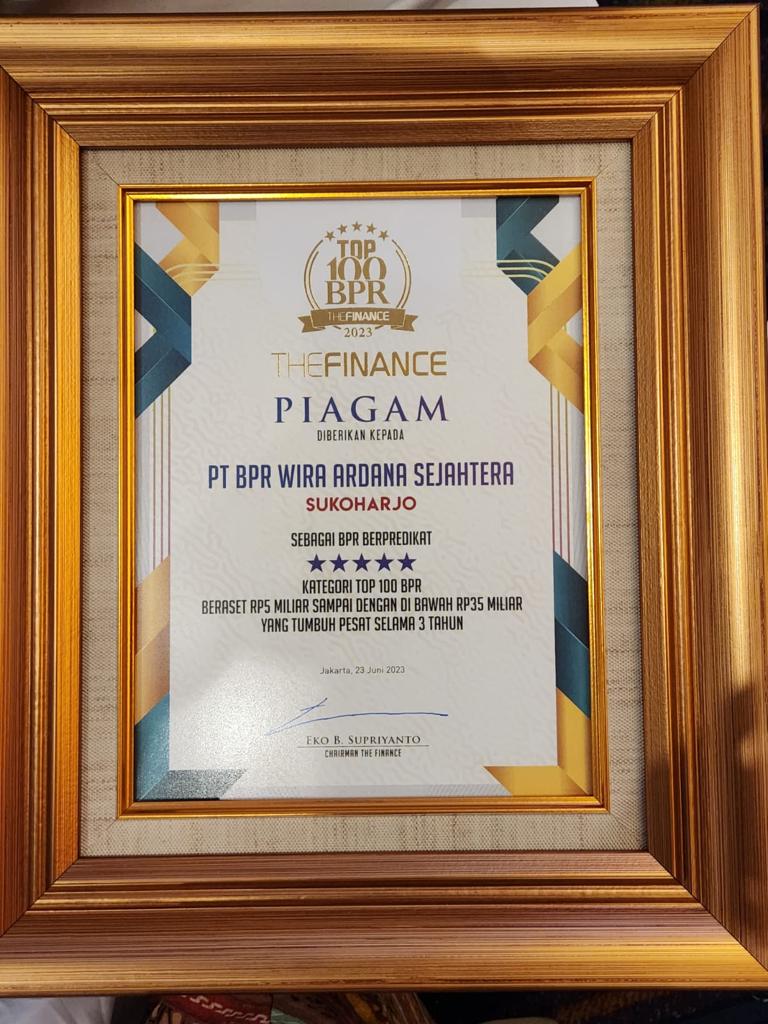 TOP
100
BPR
THEFINANCE
2023
THEFINANCE
PIAGAM
DIBERIKAN KEPADA
PT BPR WIRA ARDANA SEJAHTERA
SUKOHARJO
SEBAGAI BPR BERPREDIKAT
★★★★★
KATEGORI TOP 100 BPR
BERASET RP5 MILIAR SAMPAI DENGAN DI BAWAH RP35 MILIAR
YANG TUMBUH PESAT SELAMA 3 TAHUN
Jakarta, 23 Juni 2023
EKO B. SUPRIYANTO
CHAIRMAN THE FINANCE